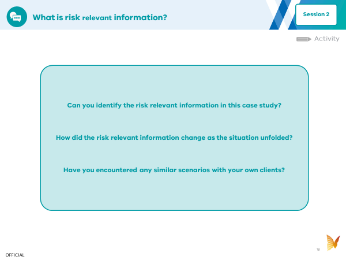 What is risk relevant information?
Session 2
Activity
Can you identify the risk relevant information in this case study?
How did the risk relevant information change as the situation unfolded?
Have you encountered any similar scenarios with your own clients?
OFFICIAL